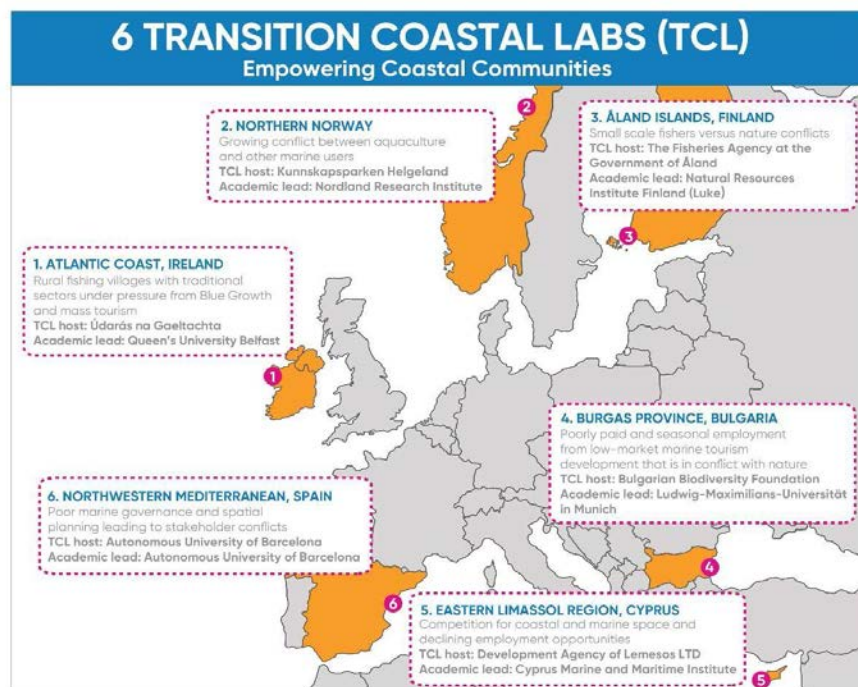 6 TRANSITION COASTAL LABS (TCL)
Empowering Coastal Communities
2
2. NORTHERN NORWAY
Growing conflict between aquaculture
and other marine users
TCL host: Kunnskapsparken Helgeland
Academic lead: Nordland Research Institute
3. ÅLAND ISLANDS, FINLAND
Small scale fishers versus nature conflicts
TCL host: The Fisheries Agency at the
Government of Åland
Academic lead: Natural Resources
Institute Finland (Luke)
3
1. ATLANTIC COAST, IRELAND
Rural fishing villages with traditional
sectors under pressure from Blue Growth
and mass tourism
TCL host: Údarás na Gaeltachta
Academic lead: Queen's University Belfast
1
4. BURGAS PROVINCE, BULGARIA
Poorly paid and seasonal employment
from low-market marine tourism
development that is in conflict with nature
TCL host: Bulgarian Biodiversity Foundation
Academic lead: Ludwig-Maximilians-Universität
in Munich
4
6. NORTHWESTERN MEDITERRANEAN, SPAIN
Poor marine governance and spatial
planning leading to stakeholder conflicts
TCL host: Autonomous University of Barcelona
Academic lead: Autonomous University of Barcelona
6
5. EASTERN LIMASSOL REGION, CYPRUS
Competition for coastal and marine space and
declining employment opportunities
TCL host: Development Agency of Lemesos LTD
Academic lead: Cyprus Marine and Maritime Institute
5